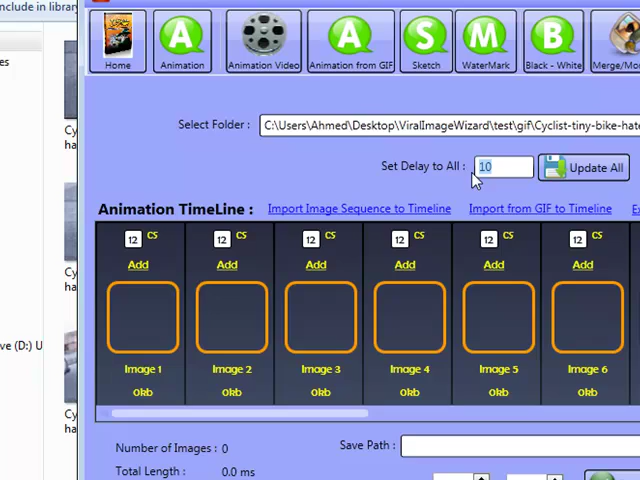 nclude in library
Home
Animation
Animation Video
Animation from GIF
Sketch
WaterMark
Black - White
Merge/Mo
es
Select Folder : C:\Users\Ahmed\Desktop\ViralImageWizard\test\gif\Cyclist-tiny-bike-hate
Cy
ha
Set Delay to All : 10 Update All
Animation TimeLine : Import Image Sequence to Timeline Import from GIF to Timeline E
12 cs 12 cs 12 cs 12 cs 12 cs 12 cs
Add Add Add Add Add Add
Cy
ha
ve (D:) U
Image 1 Image 2 Image 3 Image 4 Image 5 Image 6
0kb 0kb 0kb 0kb 0kb 0kb
Cy
ha
Number of Images : 0 Save Path :
Total Length : 0.0 ms